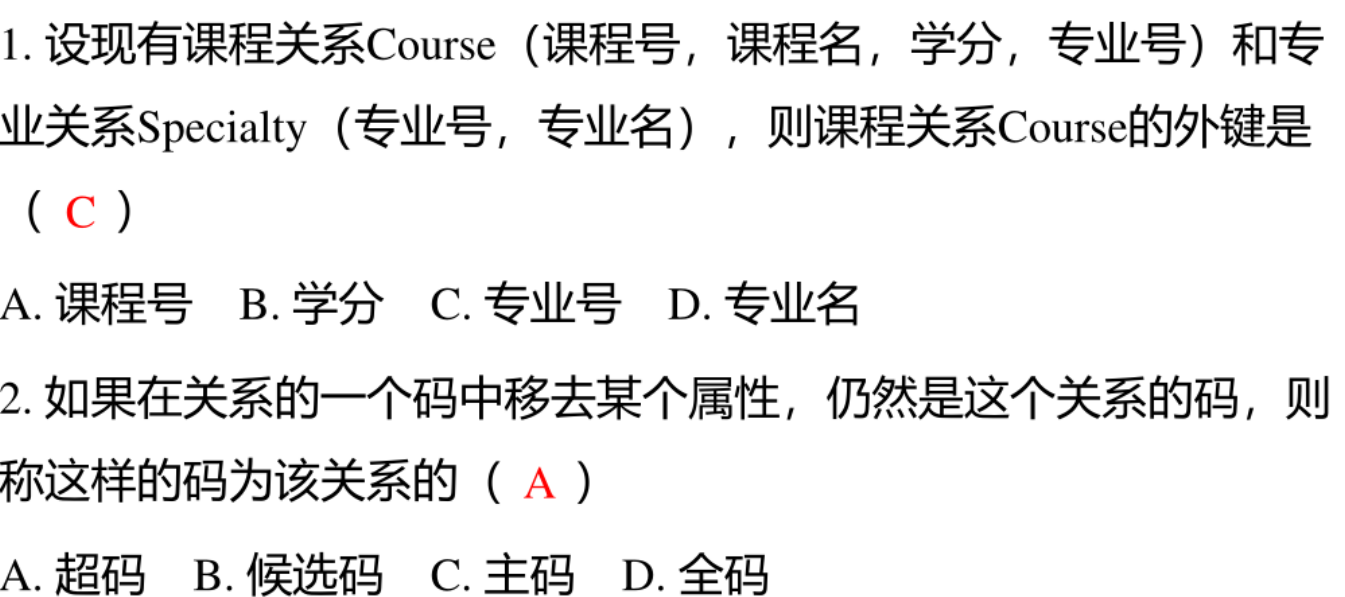 1. 设现有课程关系Course（课程号，课程名，学分，专业号）和专
业关系Specialty（专业号，专业名），则课程关系Course的外键是
（ C ）
A. 课程号 B. 学分 C. 专业号 D. 专业名
2. 如果在关系的一个码中移去某个属性，仍然是这个关系的码，则
称这样的码为该关系的（ A ）
A. 超码 B. 候选码 C. 主码 D. 全码